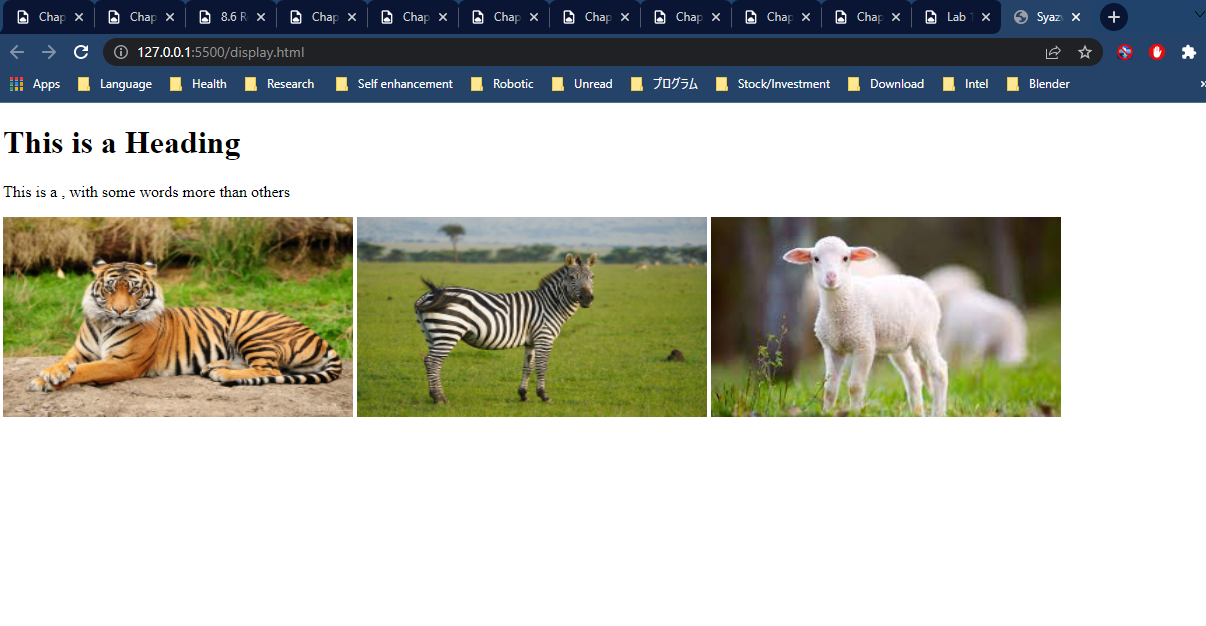 Chap Chap 8.6 R Chap Chap Chap Chap Chap Chap Chap Lab Syaz
127.0.0.1:5500/display.html
Apps Language Health Research Self enhancement Robotic Unread プログラム Stock/Investment Download Intel Blender »
This is a Heading
This is a , with some words more than others